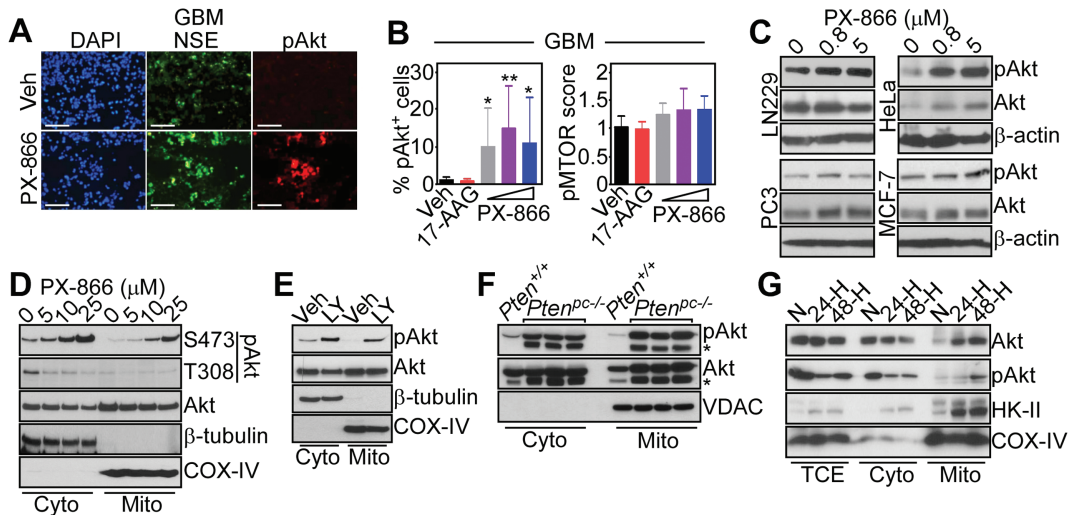 A
GBM
DAPI NSE pAkt
Veh
PX-866
B
GBM
% pAkt+ cells
30
20
10
0
* ** *
Veh
17-AAG
PX-866
pMTOR score
2
1.5
1
0.5
0
Veh
17-AAG
PX-866
C
PX-866 (μM)
0 0.8 5 0 0.8 5
LN229
HeLa
pAkt
Akt
β-actin
PC3
MCF-7
pAkt
Akt
β-actin
D
PX-866 (μM)
0 5 10 25 0 5 10 25
S473
T308
pAkt
Akt
β-tubulin
COX-IV
Cyto Mito
E
Veh LY Veh LY
pAkt
Akt
β-tubulin
COX-IV
Cyto Mito
F
Pten+/+ Ptenpc-/- Pten+/+ Ptenpc-/-
pAkt
*
Akt
*
VDAC
Cyto Mito
G
N 24-H 48-H N 24-H 48-H N 24-H 48-H
Akt
pAkt
HK-II
COX-IV
TCE Cyto Mito